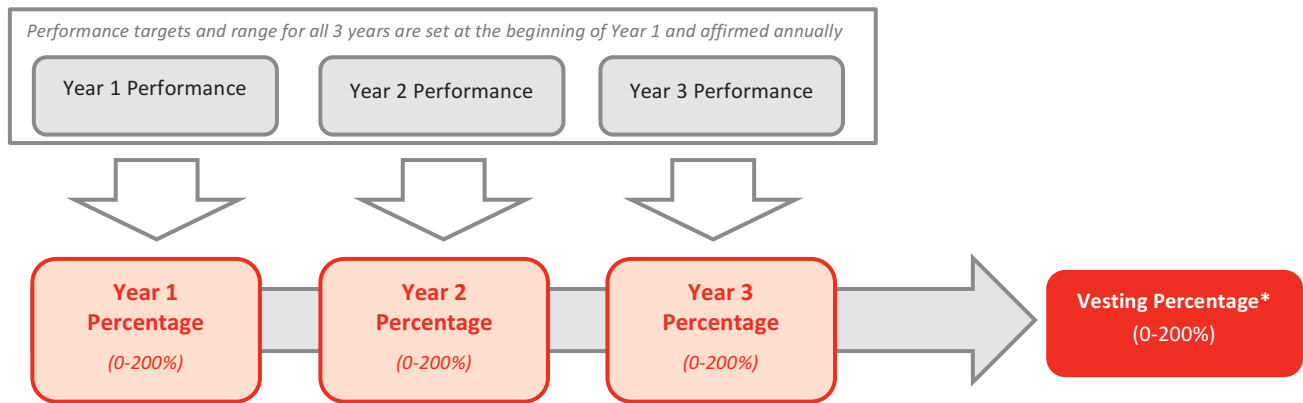 Performance targets and range for all 3 years are set at the beginning of Year 1 and affirmed annually
Year 1 Performance
Year 2 Performance
Year 3 Performance
Year 1
Percentage
(0-200%)
Year 2
Percentage
(0-200%)
Year 3
Percentage
(0-200%)
Vesting Percentage*
(0-200%)